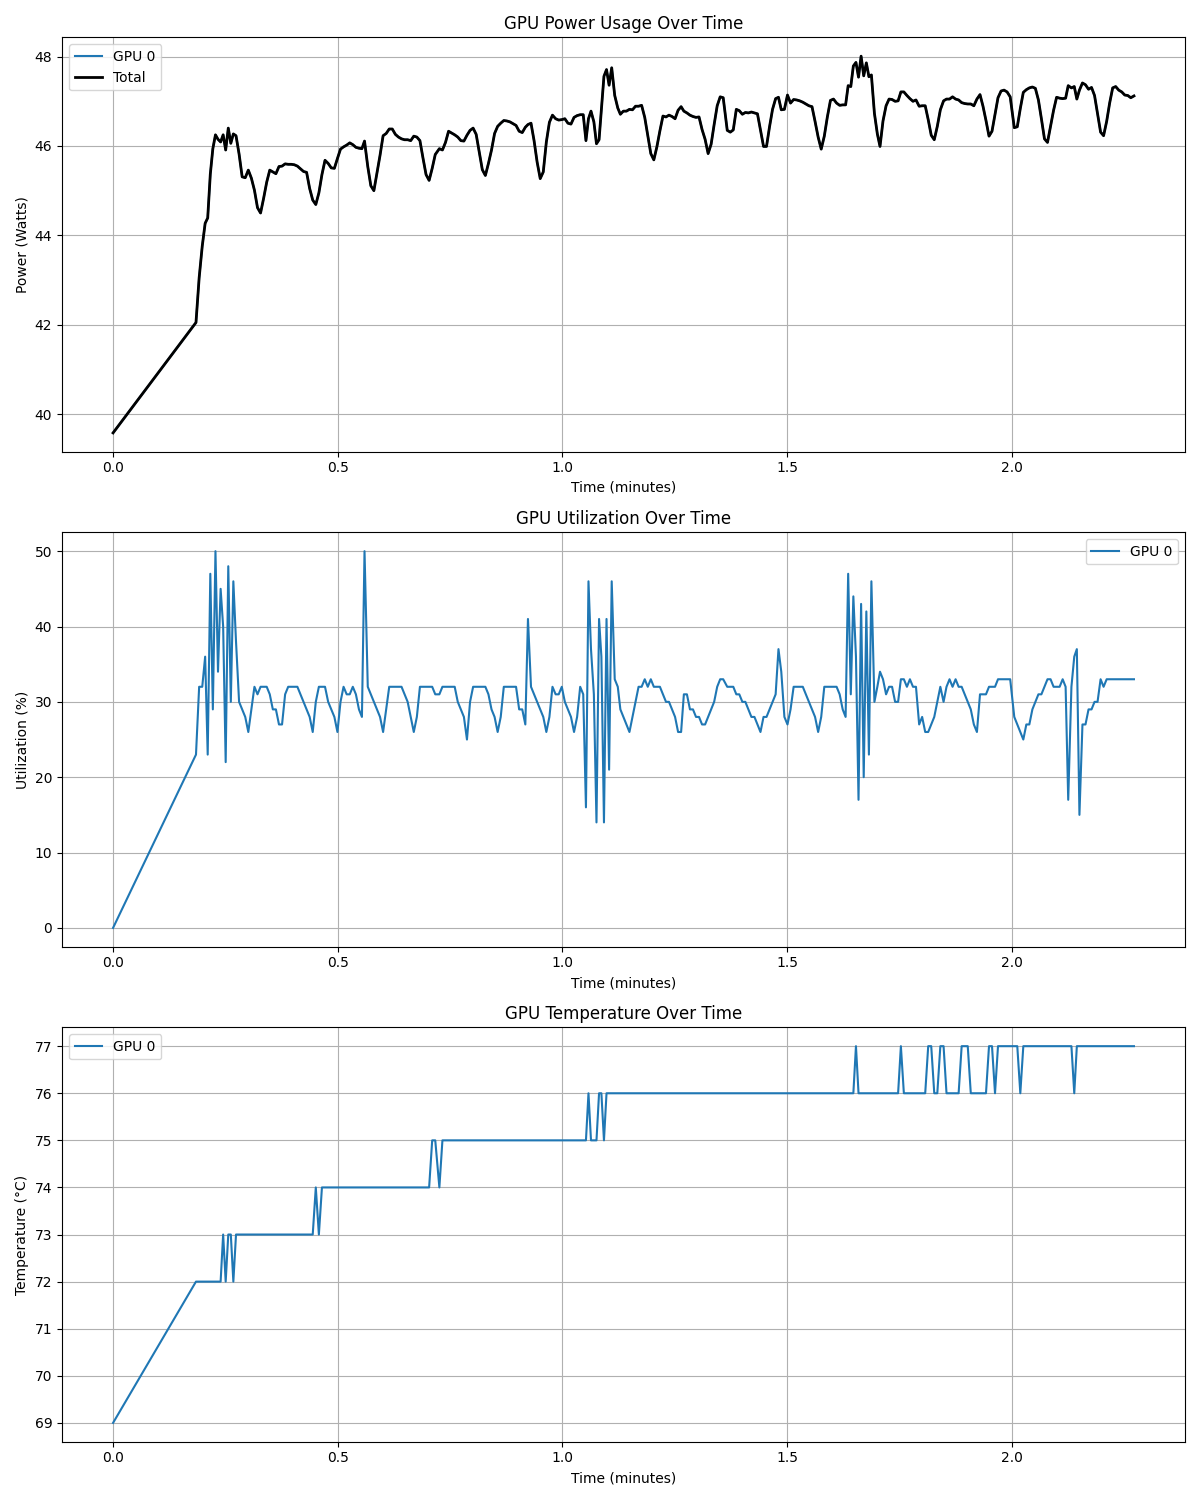 GPU Power Usage Over Time
GPU 0
Total
48
46
44
42
40
Power (Watts)
0.0 0.5 1.0 1.5 2.0
Time (minutes)
GPU Utilization Over Time
GPU 0
50
40
30
20
10
0
Utilization (%)
0.0 0.5 1.0 1.5 2.0
Time (minutes)
GPU Temperature Over Time
GPU 0
77
76
75
74
73
72
71
70
69
Temperature (°C)
0.0 0.5 1.0 1.5 2.0
Time (minutes)